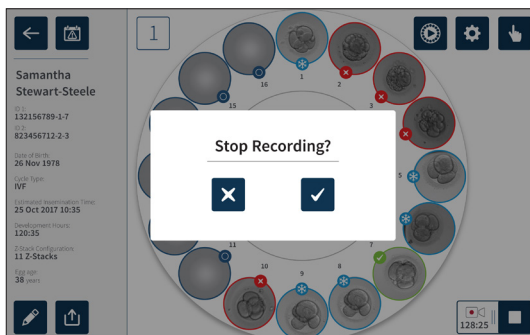 1
Samantha
Stewart-Steele
ID 1:
132156789-1-7
ID 2:
823456712-2-3
Date of Birth:
26 Nov 1978
Cycle Type:
IVF
Estimated Insemination Time:
25 Oct 2017 10:35
Development Hours:
120:35
Z-Stack Configuration:
11 Z-Stacks
Egg age:
38 years
16
1
2
15
3
Stop Recording?
5
11
7
10
9
8
128:25